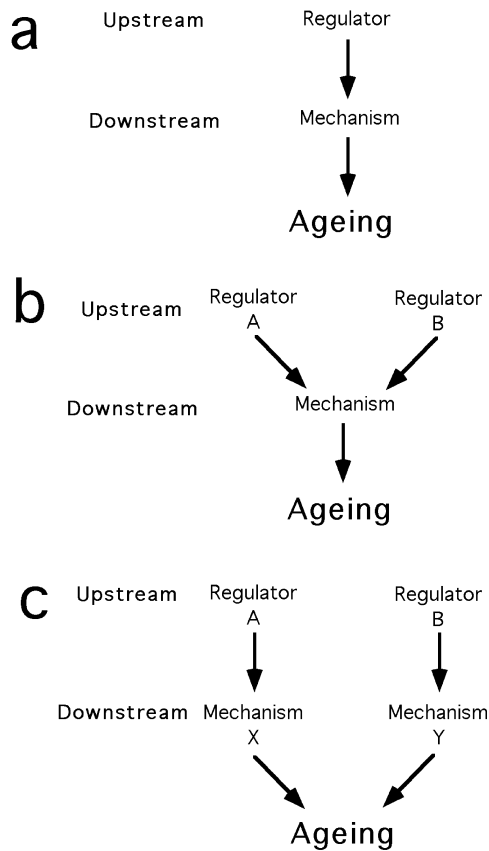 a
Upstream Regulator
Downstream Mechanism
Ageing
b
Upstream Regulator A Regulator B
Downstream Mechanism
Ageing
c
Upstream Regulator A Regulator B
Downstream Mechanism X Mechanism Y
Ageing